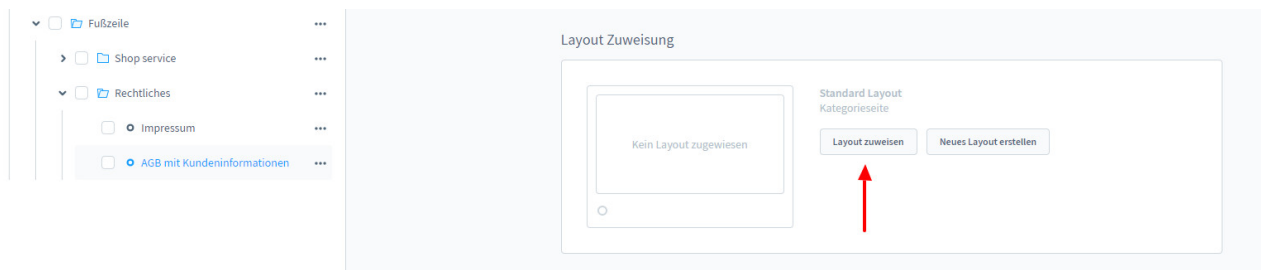 Fußzeile
Shop service
Rechtliches
Impressum
AGB mit Kundeninformationen
Layout Zuweisung
Kein Layout zugewiesen
Standard Layout
Kategorieseite
Layout zuweisen Neues Layout erstellen